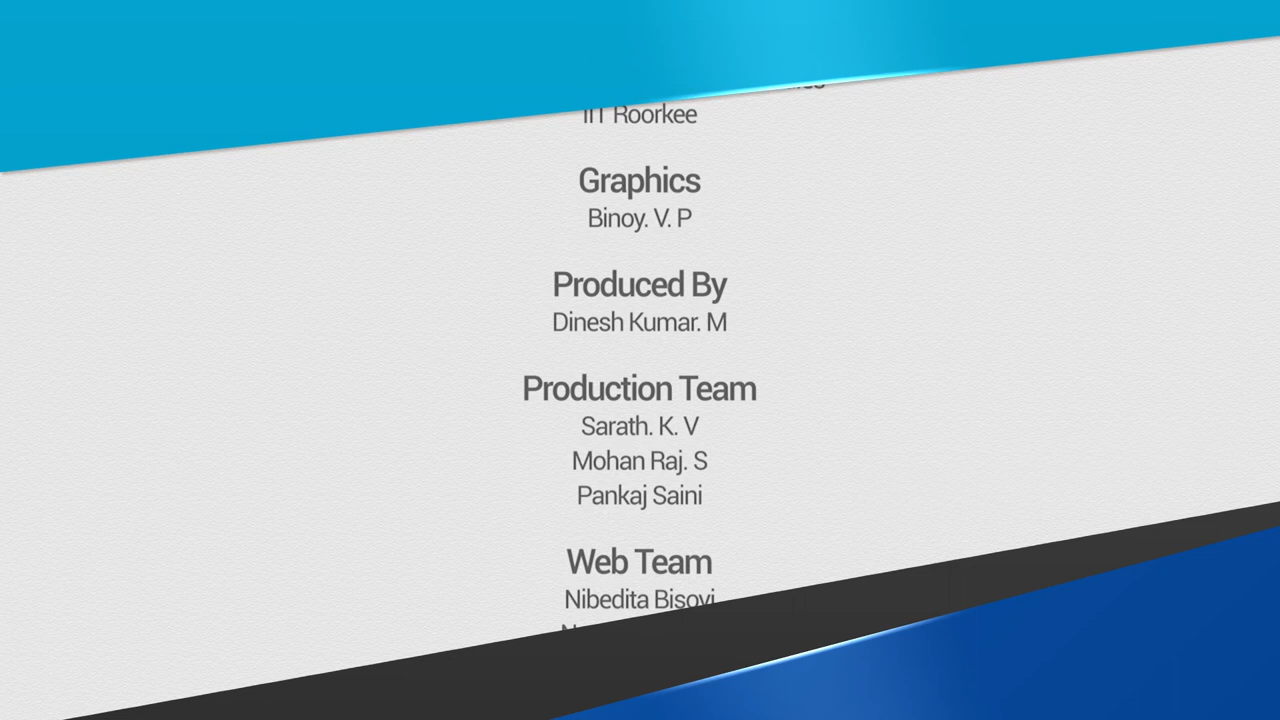 IIT Roorkee
Graphics
Binoy. V. P
Produced By
Dinesh Kumar. M
Production Team
Sarath. K. V
Mohan Raj. S
Pankaj Saini
Web Team
Nibedita Bisoyi